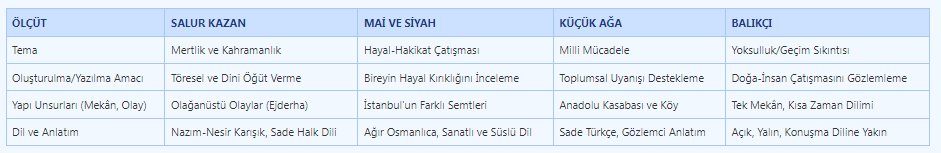 ÖLÇÜT SALUR KAZAN MAİ VE SİYAH KÜÇÜK AĞA BALIKÇI
Tema Mertlik ve Kahramanlık Hayal-Hakikat Çatışması Milli Mücadele Yoksulluk/Geçim Sıkıntısı
Oluşturulma/Yazılma Amacı Töresel ve Dini Öğüt Verme Bireyin Hayal Kırıklığını İnceleme Toplumsal Uyanışı Destekleme Doğa-İnsan Çatışmasını Gözlemleme
Yapı Unsurları (Mekân, Olay) Olağanüstü Olaylar (Ejderha) İstanbul'un Farklı Semtleri Anadolu Kasabası ve Köy Tek Mekân, Kısa Zaman Dilimi
Dil ve Anlatım Nazım-Nesir Karışık, Sade Halk Dili Ağır Osmanlıca, Sanatlı ve Süslü Dil Sade Türkçe, Gözlemci Anlatım Açık, Yalın, Konuşma Diline Yakın